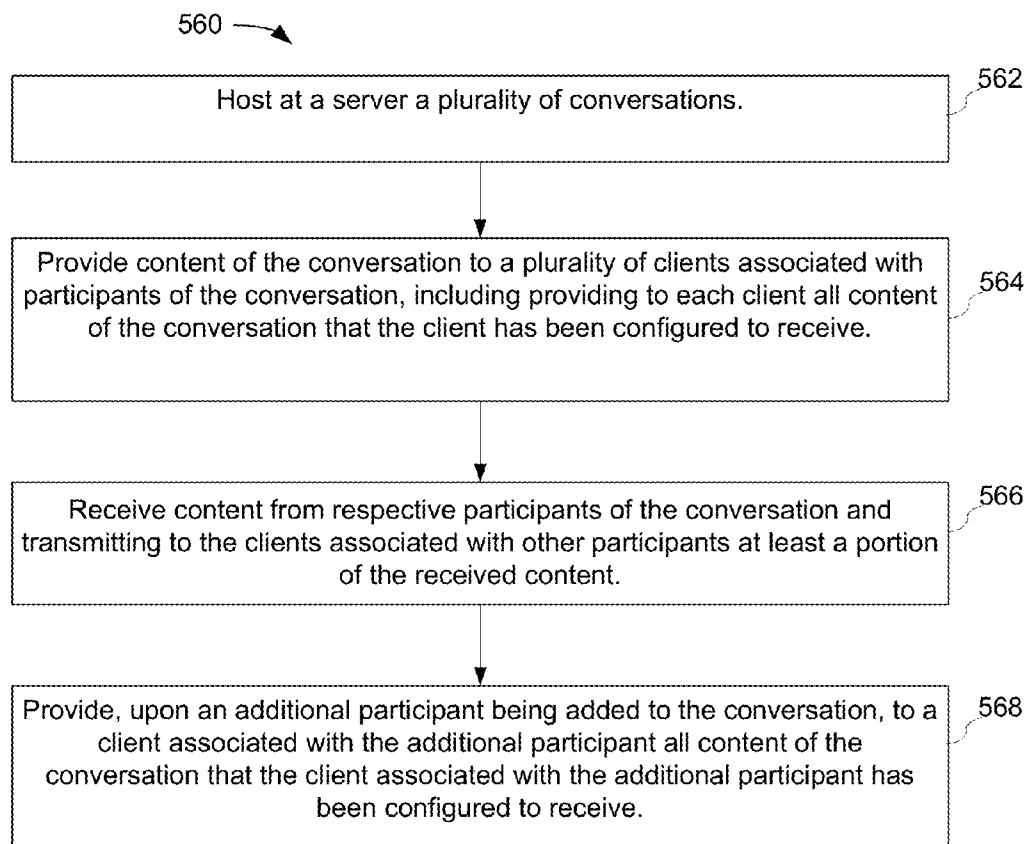 560
562
Host at a server a plurality of conversations.
564
Provide content of the conversation to a plurality of clients associated with
participants of the conversation, including providing to each client all content
of the conversation that the client has been configured to receive.
566
Receive content from respective participants of the conversation and
transmitting to the clients associated with other participants at least a portion
of the received content.
568
Provide, upon an additional participant being added to the conversation, to a
client associated with the additional participant all content of the
conversation that the client associated with the additional participant has
been configured to receive.